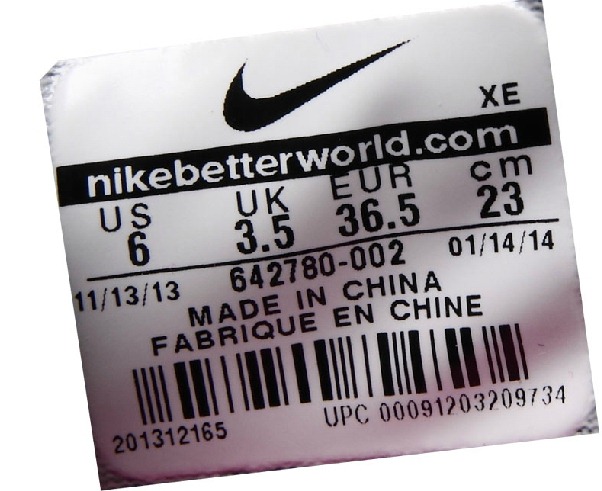 XE
nikebetterworld.com
US UK EUR cm
6 3.5 36.5 23
11/13/13 642780-002 01/14/14
MADE IN CHINA
FABRIQUE EN CHINE
201312165 UPC 00091203209734